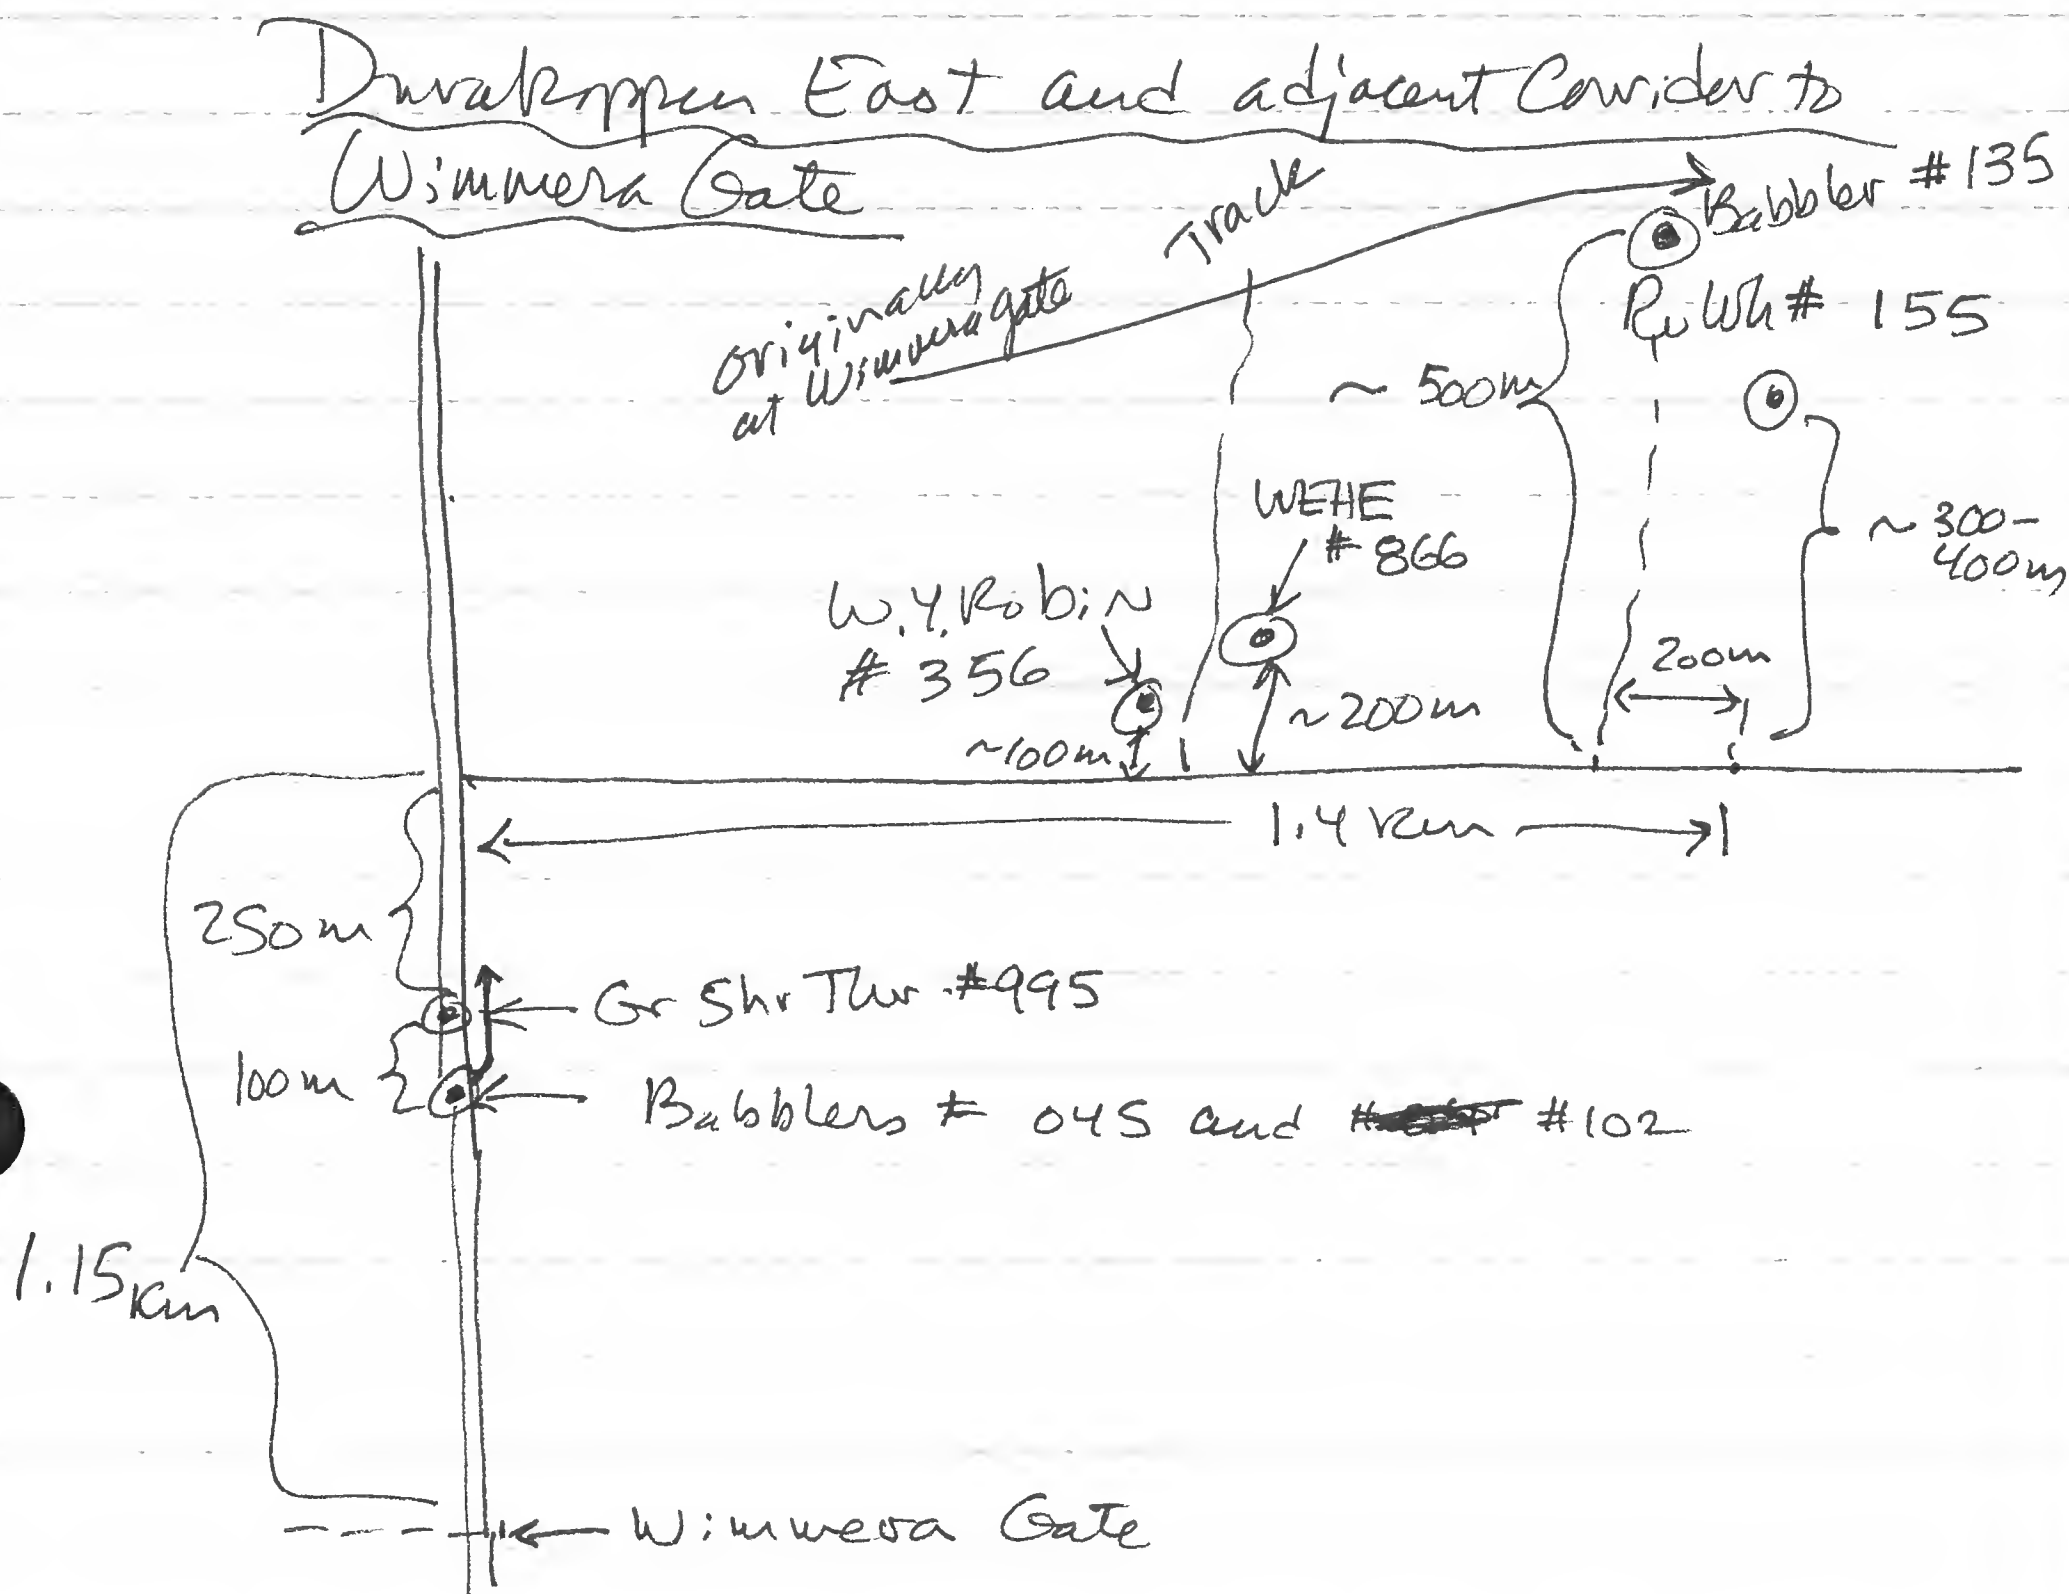 Durakoppen East and adjacent Corridor to
Wimmera Gate
Track
Babbler #135
originally
at Wimmera gate
Ru Wh # 155
~ 500m
WEHE
# 866
~ 300-
400m
W.Y. Robin
# 356
200m
~200m
~100m
1.4 km
250m
Gr Shr Thr #995
100m
Babblers # 045 and #102
1.15 km
Wimmera Gate